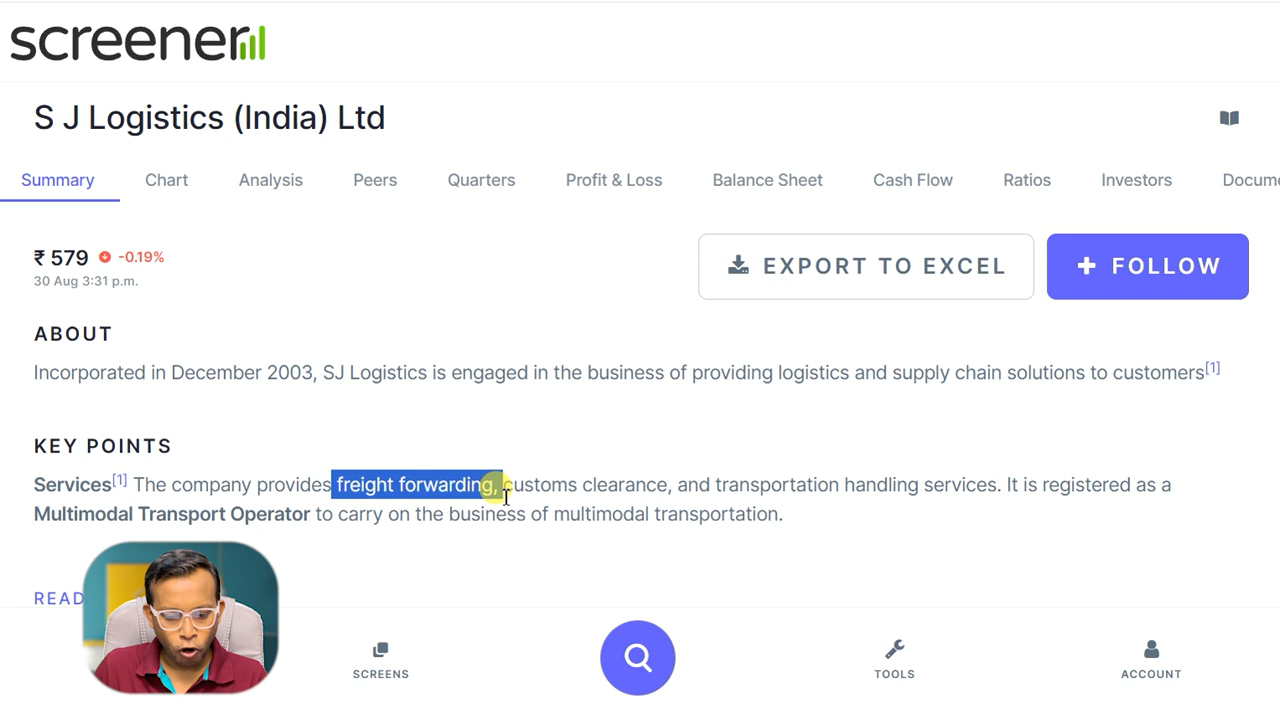 screener
S J Logistics (India) Ltd
Summary Chart Analysis Peers Quarters Profit & Loss Balance Sheet Cash Flow Ratios Investors Docume
₹ 579 -0.19%
30 Aug 3:31 p.m.
EXPORT TO EXCEL
+ FOLLOW
ABOUT
Incorporated in December 2003, SJ Logistics is engaged in the business of providing logistics and supply chain solutions to customers[1]
KEY POINTS
Services[1] The company provides freight forwarding, customs clearance, and transportation handling services. It is registered as a
Multimodal Transport Operator to carry on the business of multimodal transportation.
READ
SCREENS
TOOLS
ACCOUNT